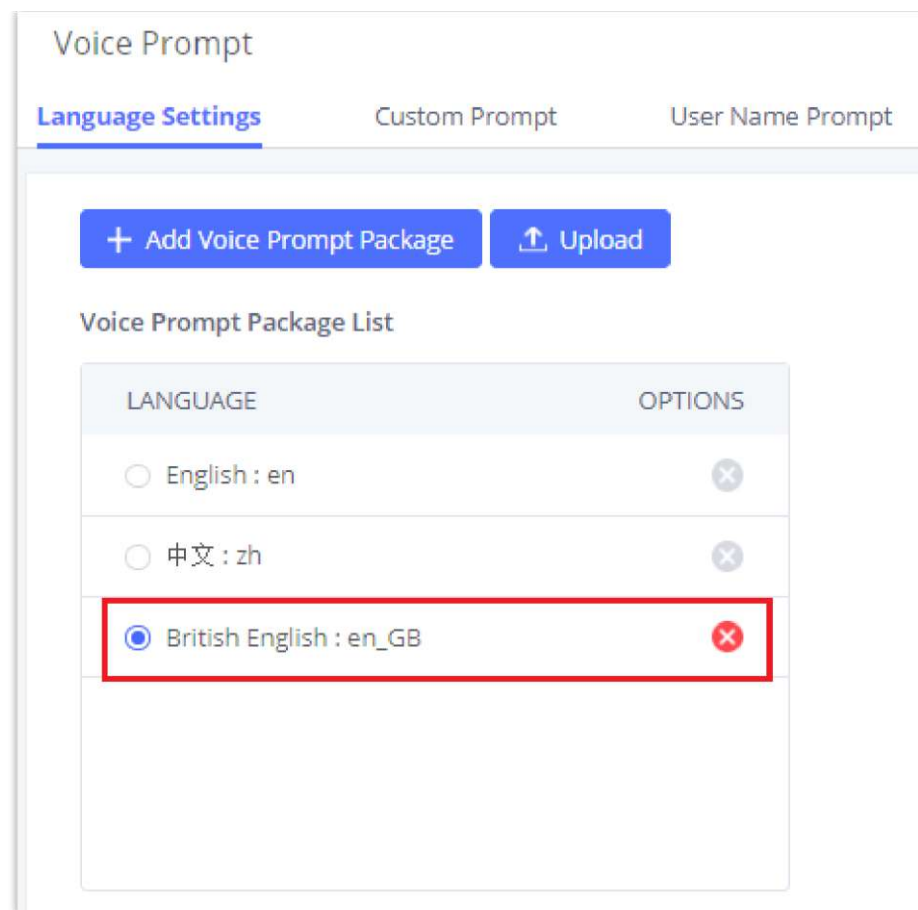 Voice Prompt
Language Settings Custom Prompt User Name Prompt
+ Add Voice Prompt Package Upload
Voice Prompt Package List
LANGUAGE OPTIONS
English : en
中文 : zh
British English : en_GB